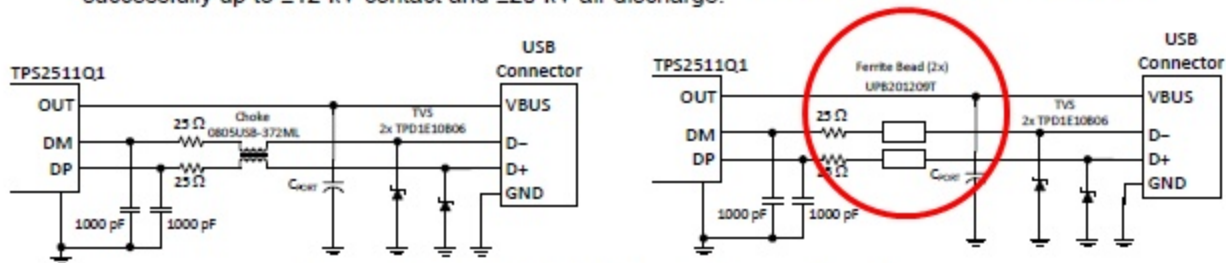 USB
Connector
TPS2511Q1
OUT
VBUS
25 Ω
Choke
0805USB-372ML
TVS
2x TPD1E10B06
DM
D−
DP
D+
25Ω
CPORT
GND
1000 pF
1000 pF
USB
Connector
TPS2511Q1
Ferrite Bead (2x)
UPB201209T
OUT
VBUS
25 Ω
TVS
2x TPD1E10B06
DM
D−
DP
D+
25Ω
CPORT
GND
1000 pF
1000 pF